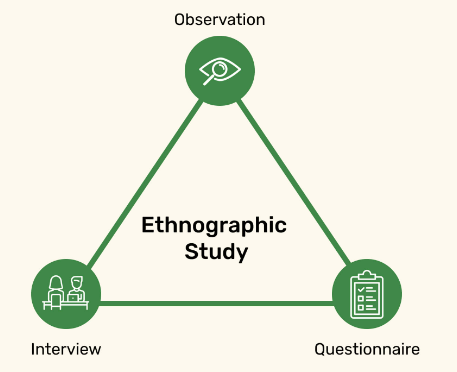 Observation
Ethnographic
Study
Interview
Questionnaire